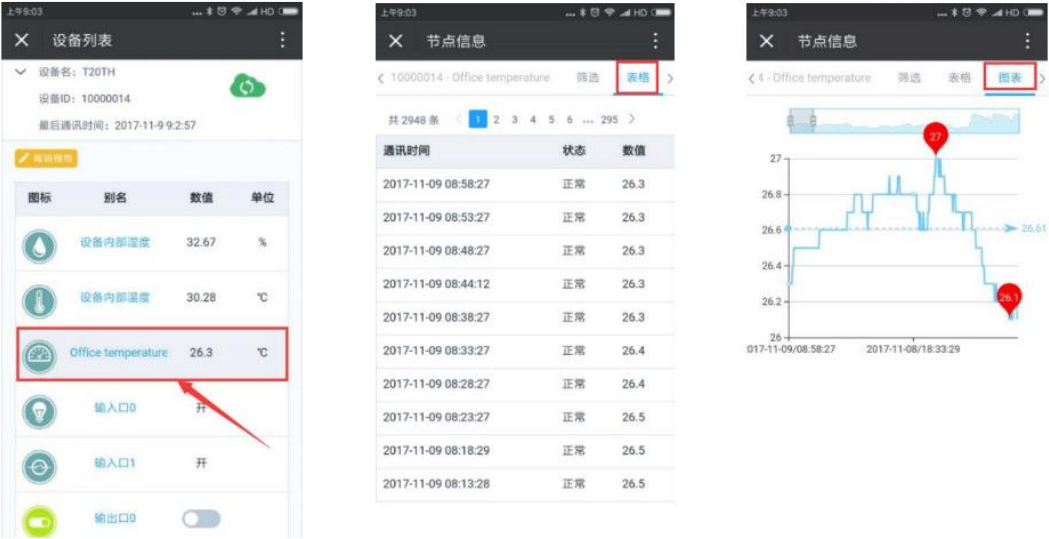 上午9:03
... HD
设备列表
设备名：T20TH
设备ID：10000014
最后通讯时间：2017-11-9 9:2:57
图标 别名 数值 单位
设备内部湿度 32.67 %
设备内部温度 30.28 ℃
Office temperature 26.3 ℃
输入口0 开
输入口1 开
输出口0
上午9:03
... HD
节点信息
10000014 - Office temperature 筛选 表格
共 2948 条 1 2 3 4 5 6 ... 295
通讯时间 状态 数值
2017-11-09 08:58:27 正常 26.3
2017-11-09 08:53:27 正常 26.3
2017-11-09 08:48:27 正常 26.3
2017-11-09 08:44:12 正常 26.3
2017-11-09 08:38:27 正常 26.3
2017-11-09 08:33:27 正常 26.4
2017-11-09 08:28:27 正常 26.4
2017-11-09 08:23:27 正常 26.5
2017-11-09 08:18:29 正常 26.5
2017-11-09 08:13:28 正常 26.5
上午9:03
... HD
节点信息
4 - Office temperature 筛选 表格 图表
27
27
26.8
26.6
26.61
26.4
26.2
26.1
26
017-11-09/08:58:27 2017-11-08/18:33:29